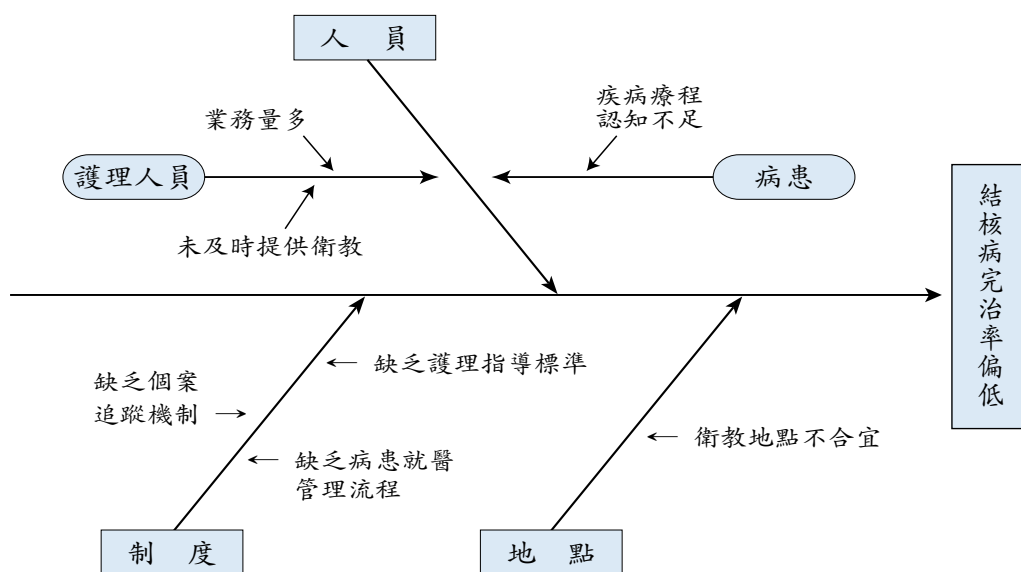 人 員
業務量多
疾病療程
認知不足
護理人員
病患
未及時提供衛教
結核病完治率偏低
缺乏護理指導標準
缺乏個案
追蹤機制
衛教地點不合宜
缺乏病患就醫
管理流程
制 度
地 點